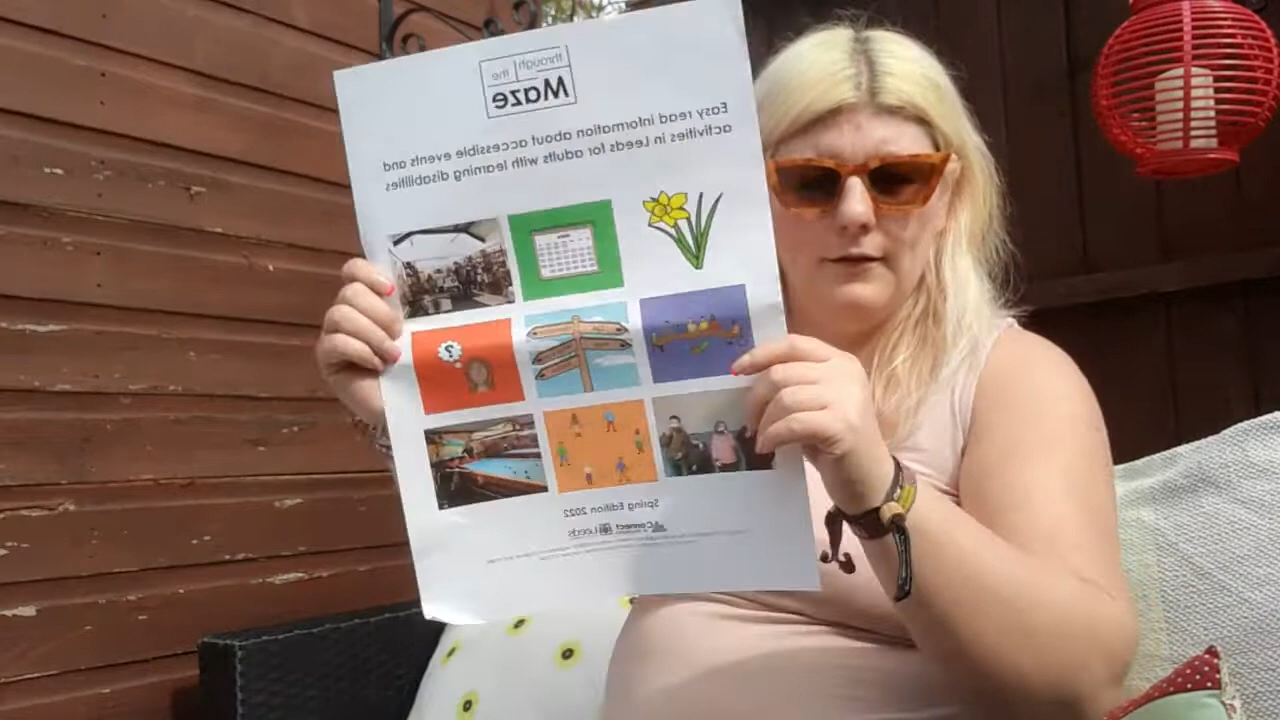 through the
Maze
Easy read information about accessible events and
activities in Leeds for adults with learning disabilities
?
Spring Edition 2022
Connect Leeds